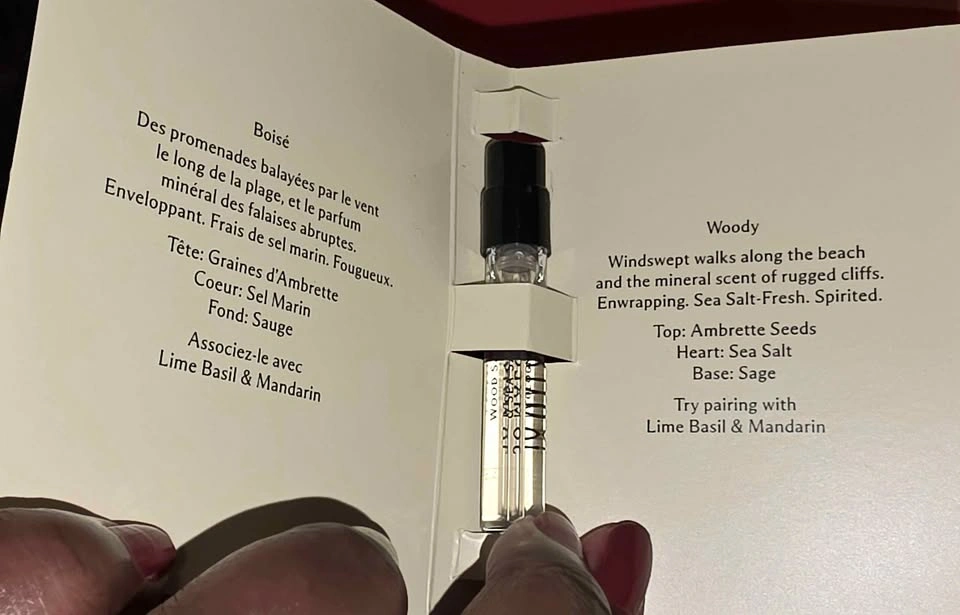 Boisé
Des promenades balayées par le vent
le long de la plage, et le parfum
minéral des falaises abruptes.
Enveloppant. Frais de sel marin. Fougueux.
Tête: Graines d'Ambrette
Coeur: Sel Marin
Fond: Sauge
Associez-le avec
Lime Basil & Mandarin
WOOD S
Woody
Windswept walks along the beach
and the mineral scent of rugged cliffs.
Enwrapping. Sea Salt-Fresh. Spirited.
Top: Ambrette Seeds
Heart: Sea Salt
Base: Sage
Try pairing with
Lime Basil & Mandarin